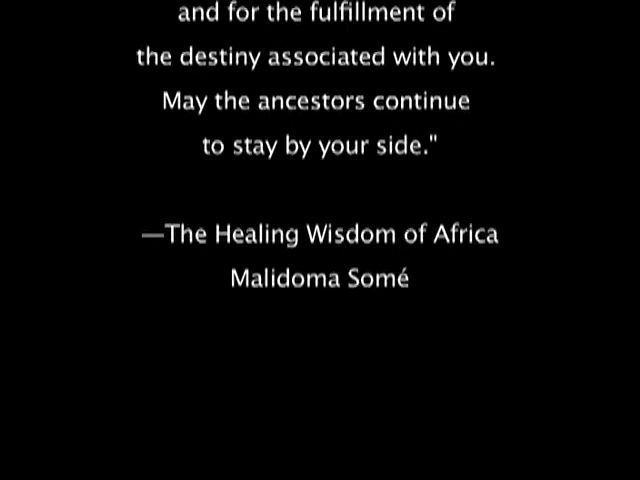 and for the fulfillment of
the destiny associated with you.
May the ancestors continue
to stay by your side."
—The Healing Wisdom of Africa
Malidoma Somé